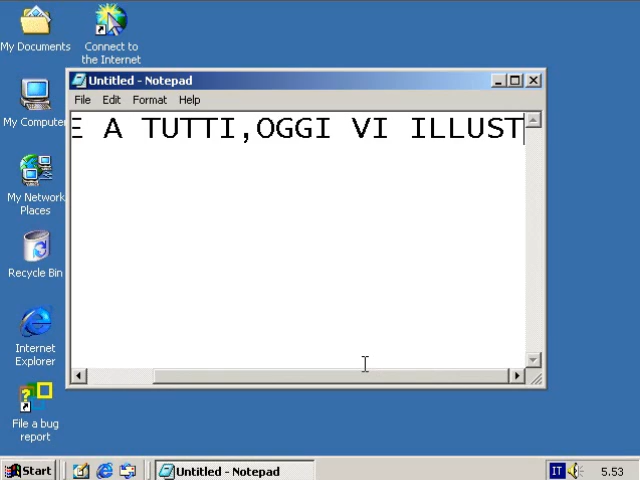 My Documents
Connect to
the Internet
Untitled - Notepad
File Edit Format Help
E A TUTTI,OGGI VI ILLUST
My Computer
My Network
Places
Recycle Bin
Internet
Explorer
File a bug
report
Start
Untitled - Notepad
IT
5.53